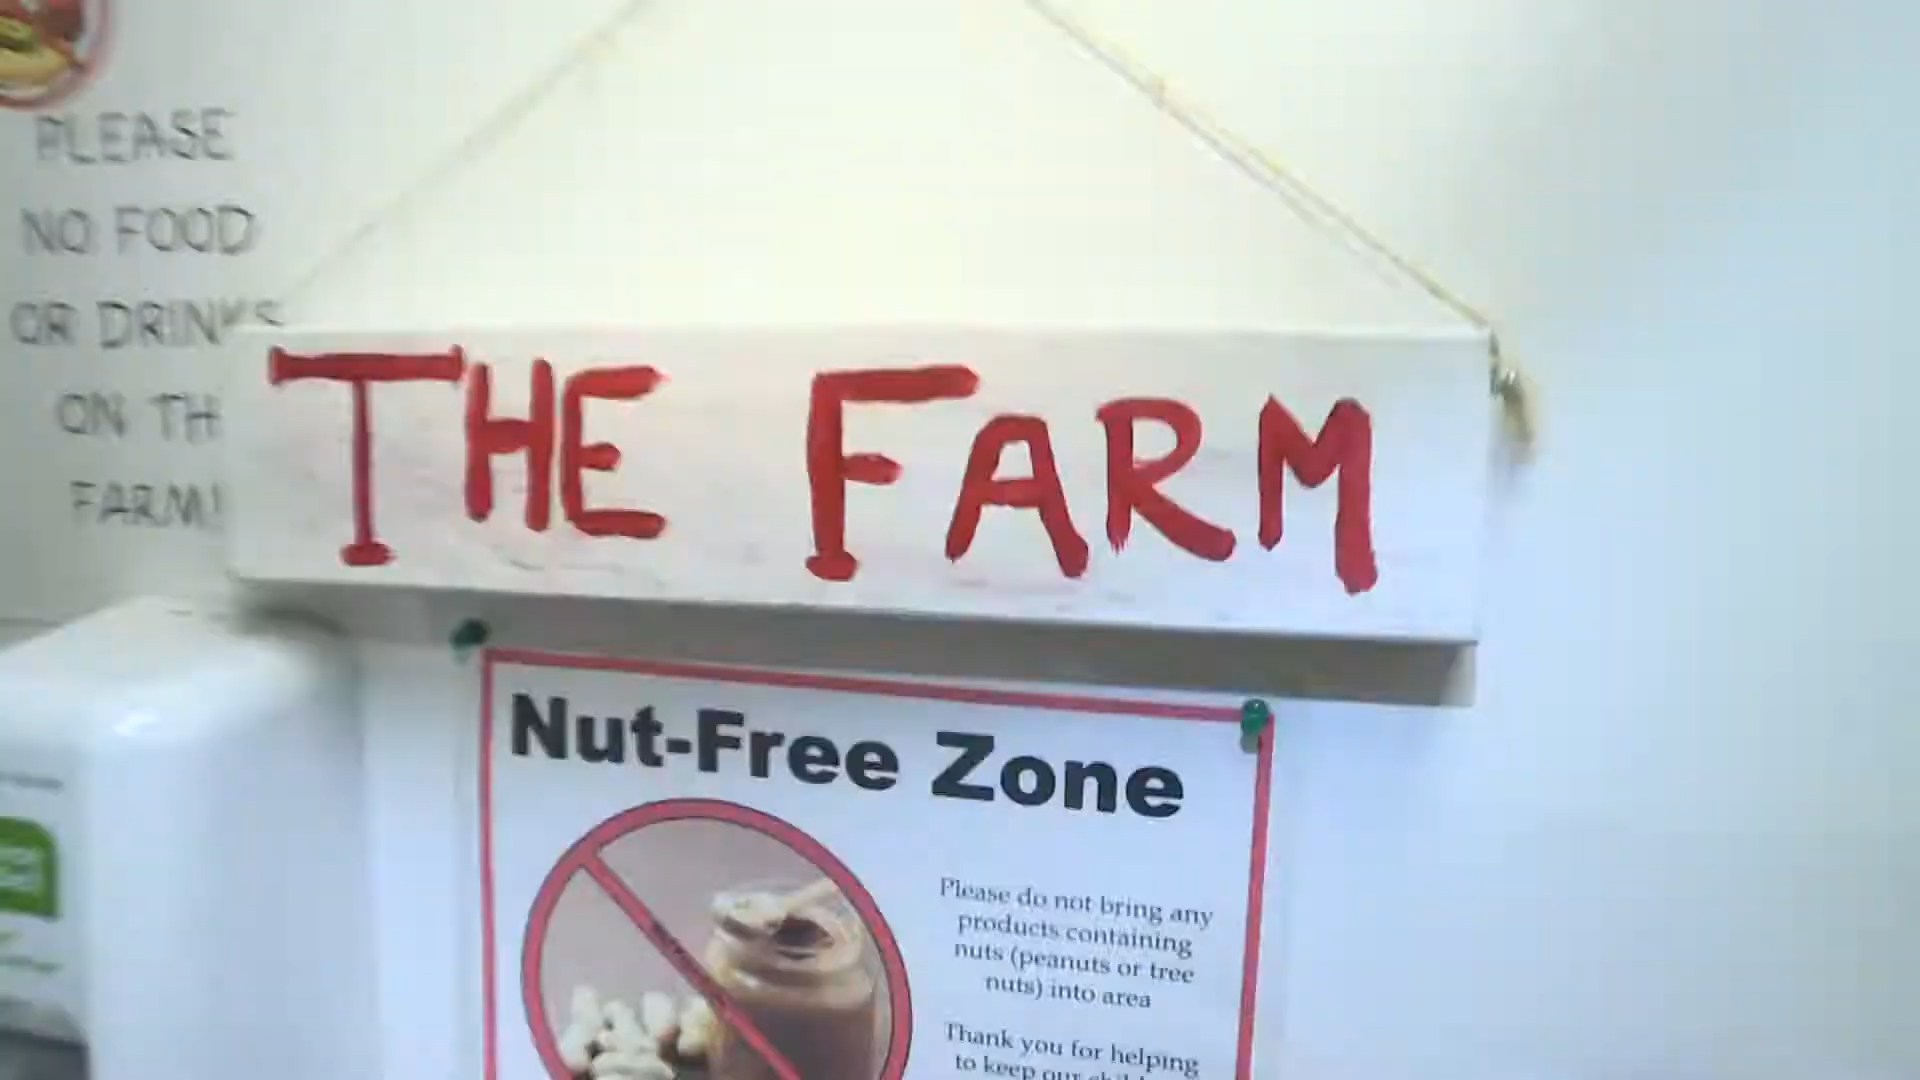 PLEASE
NO FOOD
OR DRINKS
ON TH
FARM!
THE FARM
Nut-Free Zone
Please do not bring any
products containing
nuts (peanuts or tree
nuts) into area
Thank you for helping
to keep our